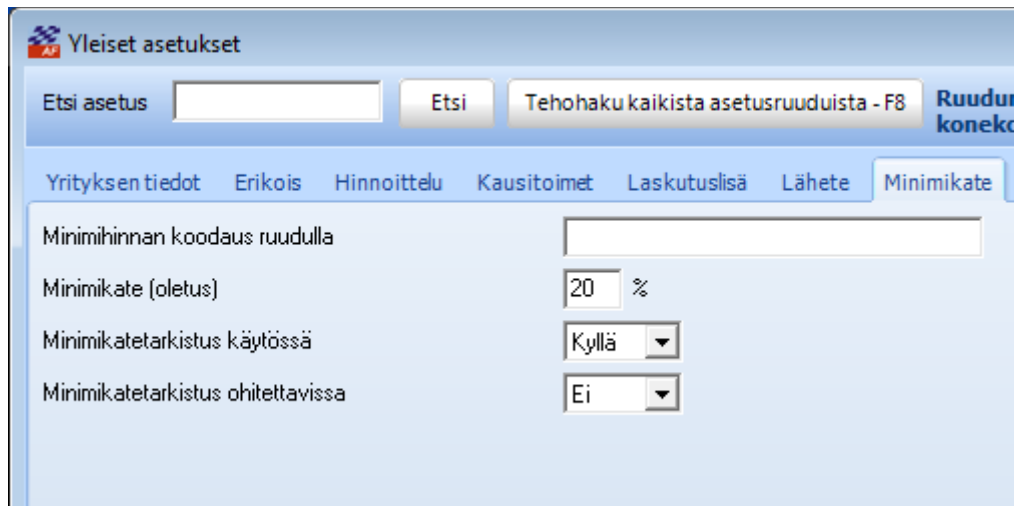 AF Yleiset asetukset
Etsi asetus Etsi Tehohaku kaikista asetusruuduista - F8
Yrityksen tiedot Erikois Hinnoittelu Kausitoimet Laskutuslisä Lähete Minimikate
Minimihinnan koodaus ruudulla
Minimikate (oletus) 20 %
Minimikatetarkistus käytössä Kyllä
Minimikatetarkistus ohitettavissa Ei